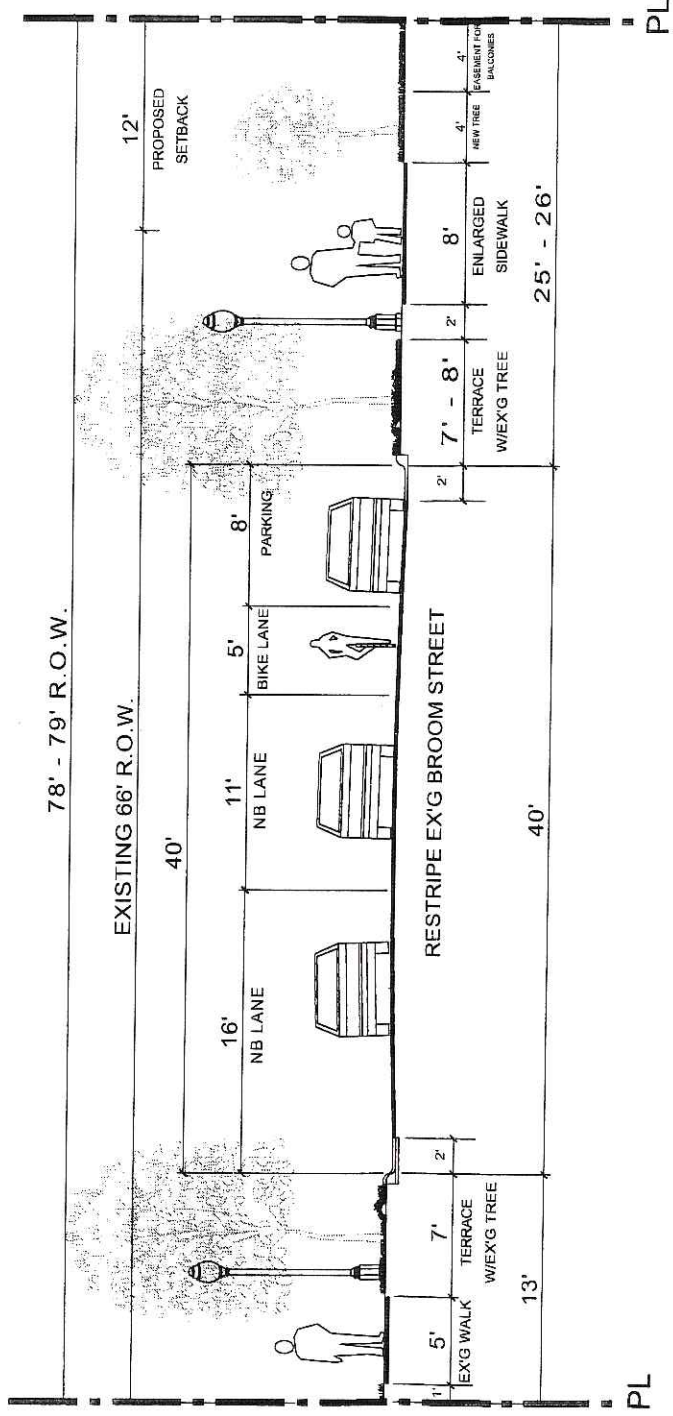 78' - 79' R.O.W.
EXISTING 66' R.O.W.
12'
PROPOSED
SETBACK
40'
16'
NB LANE
11'
NB LANE
5'
BIKE LANE
8'
PARKING
RESTRIPE EX'G BROOM STREET
1'
5'
EX'G WALK
7'
TERRACE
W/EX'G TREE
2'
2'
7' - 8'
TERRACE
W/EX'G TREE
2'
8'
ENLARGED
SIDEWALK
4'
NEW TREE
4'
EASEMENT FOR
BALCONIES
13'
40'
25' - 26'
PL
PL